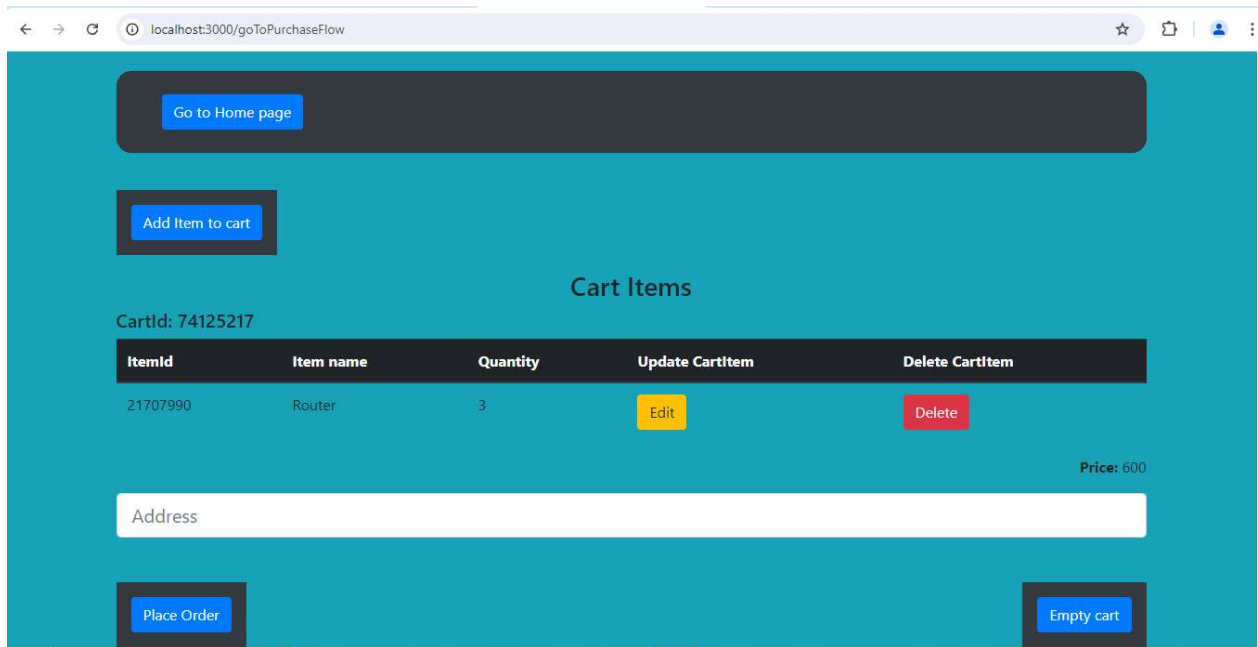 localhost:3000/goToPurchaseFlow
Go to Home page
Add Item to cart
Cart Items
CartId: 74125217
ItemId Item name Quantity Update CartItem Delete CartItem
21707990 Router 3 Edit Delete
Price: 600
Address
Place Order Empty cart